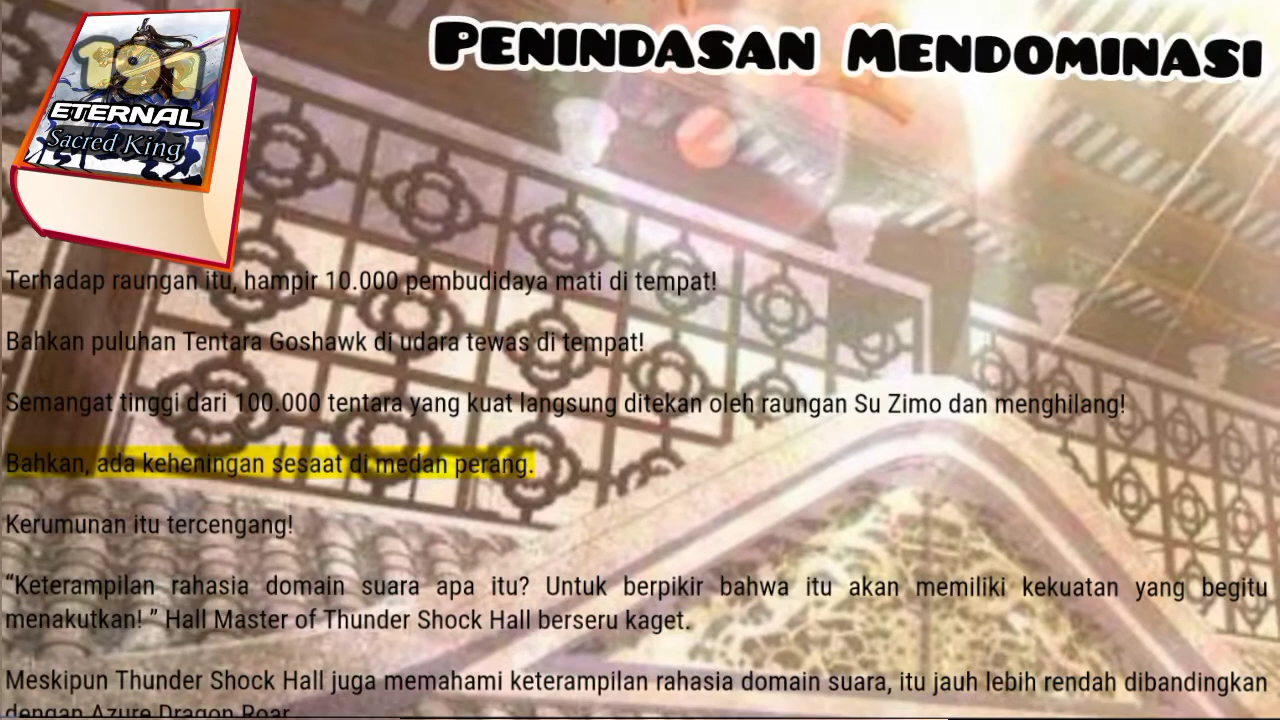 PENINDASAN MENDOMINASI
191
ETERNAL
Sacred King
Terhadap raungan itu, hampir 10.000 pembudidaya mati di tempat!
Bahkan puluhan Tentara Goshawk di udara tewas di tempat!
Semangat tinggi dari 100.000 tentara yang kuat langsung ditekan oleh raungan Su Zimo dan menghilang!
Bahkan, ada keheningan sesaat di medan perang.
Kerumunan itu tercengang!
“Keterampilan rahasia domain suara apa itu? Untuk berpikir bahwa itu akan memiliki kekuatan yang begitu
menakutkan! ” Hall Master of Thunder Shock Hall berseru kaget.
Meskipun Thunder Shock Hall juga memahami keterampilan rahasia domain suara, itu jauh lebih rendah dibandingkan
dengan Azure Dragon Roar